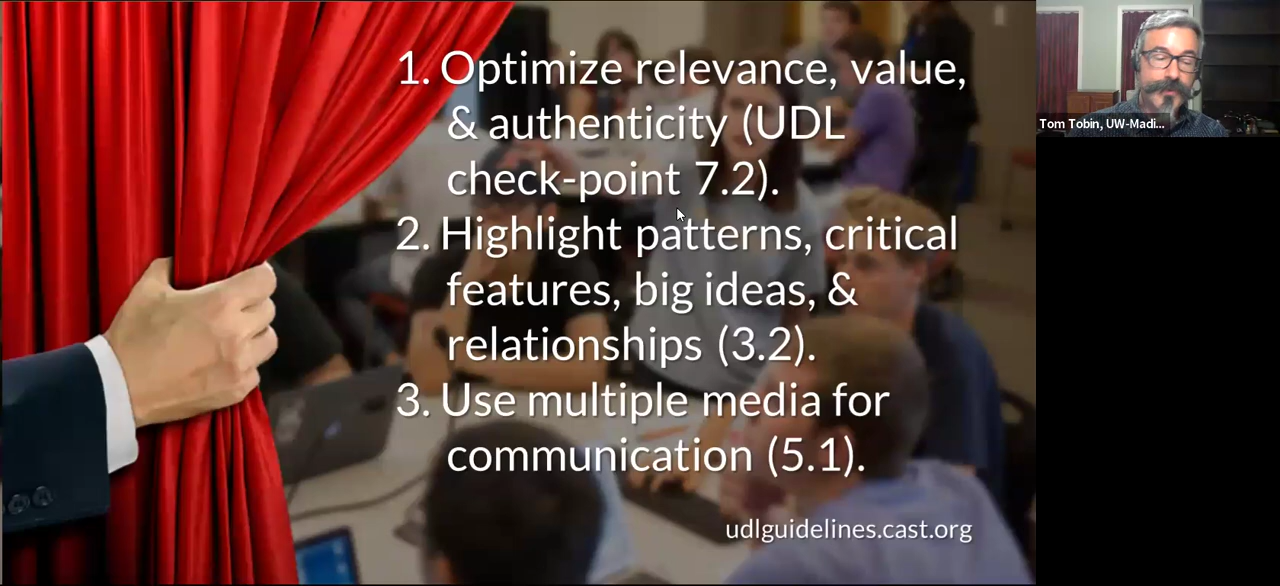 1. Optimize relevance, value,
& authenticity (UDL
check-point 7.2).
2. Highlight patterns, critical
features, big ideas, &
relationships (3.2).
3. Use multiple media for
communication (5.1).
udlguidelines.cast.org
Tom Tobin, UW-Madi...